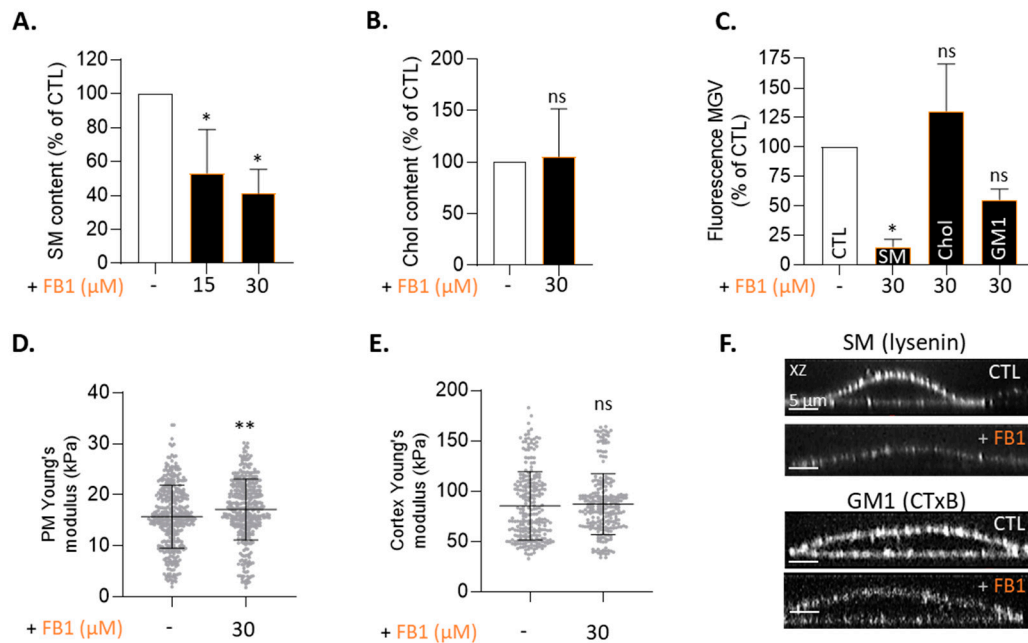 A.
SM content (% of CTL)
120
100
80
60
40
20
0
*
*
+ FB1 (μM)
-
15
30
B.
Chol content (% of CTL)
200
150
100
50
0
ns
+ FB1 (μM)
-
30
C.
Fluorescence MGV
(% of CTL)
175
150
125
100
75
50
25
0
CTL
*
SM
ns
Chol
ns
GM1
+ FB1 (μM)
-
30
30
30
D.
PM Young's
modulus (kPa)
40
30
20
10
0
**
+ FB1 (μM)
-
30
E.
Cortex Young's
modulus (kPa)
200
150
100
50
0
ns
+ FB1 (μM)
-
30
F.
SM (lysenin)
XZ
CTL
5 μm
+ FB1
GM1 (CTxB)
CTL
+ FB1